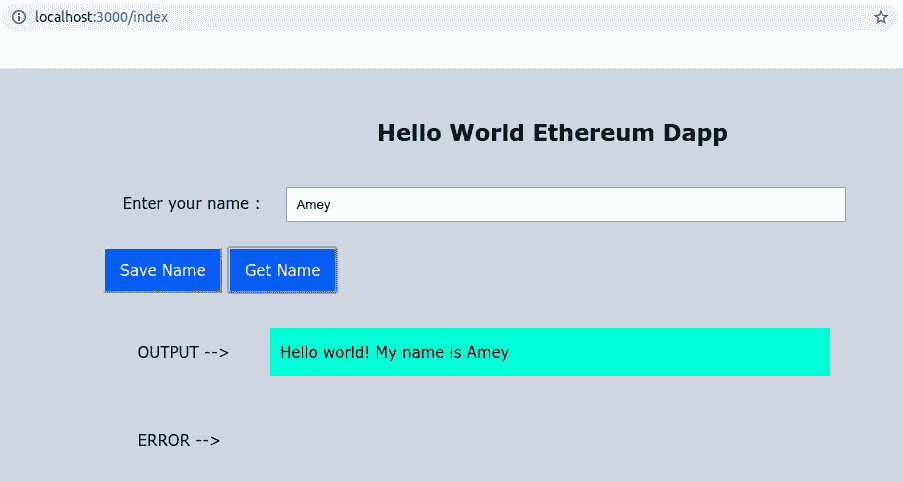 localhost:3000/index
Hello World Ethereum Dapp
Enter your name :
Amey
Save Name
Get Name
OUTPUT -->
Hello world! My name is Amey
ERROR -->